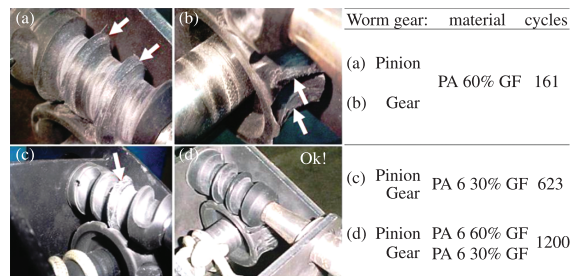 (a)
(b)
(c)
(d)
Ok!
Worm gear: material cycles
(a) Pinion
PA 60% GF 161
(b) Gear
(c) Pinion
Gear
PA 6 30% GF 623
(d) Pinion PA 6 60% GF
Gear PA 6 30% GF
1200